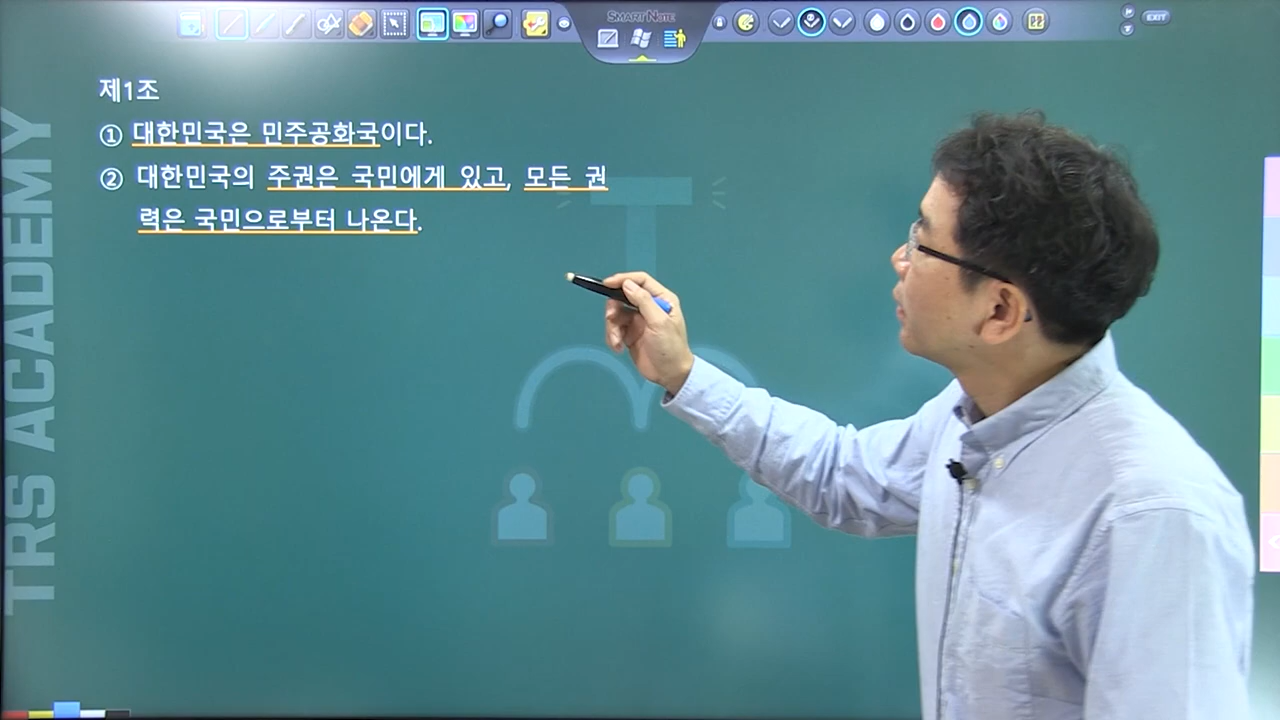 SMARTNOTE
EXIT
제1조
① 대한민국은 민주공화국이다.
② 대한민국의 주권은 국민에게 있고, 모든 권
력은 국민으로부터 나온다.
TRS ACADEMY